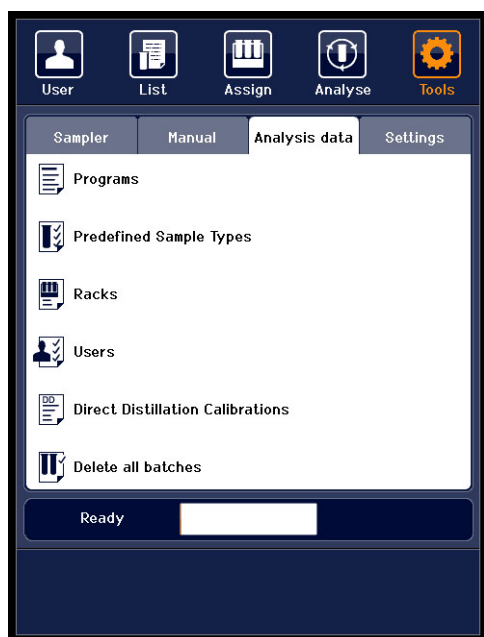 User List Assign Analyse Tools
Sampler Manual Analysis data Settings
Programs
Predefined Sample Types
Racks
Users
DD
Direct Distillation Calibrations
Delete all batches
Ready